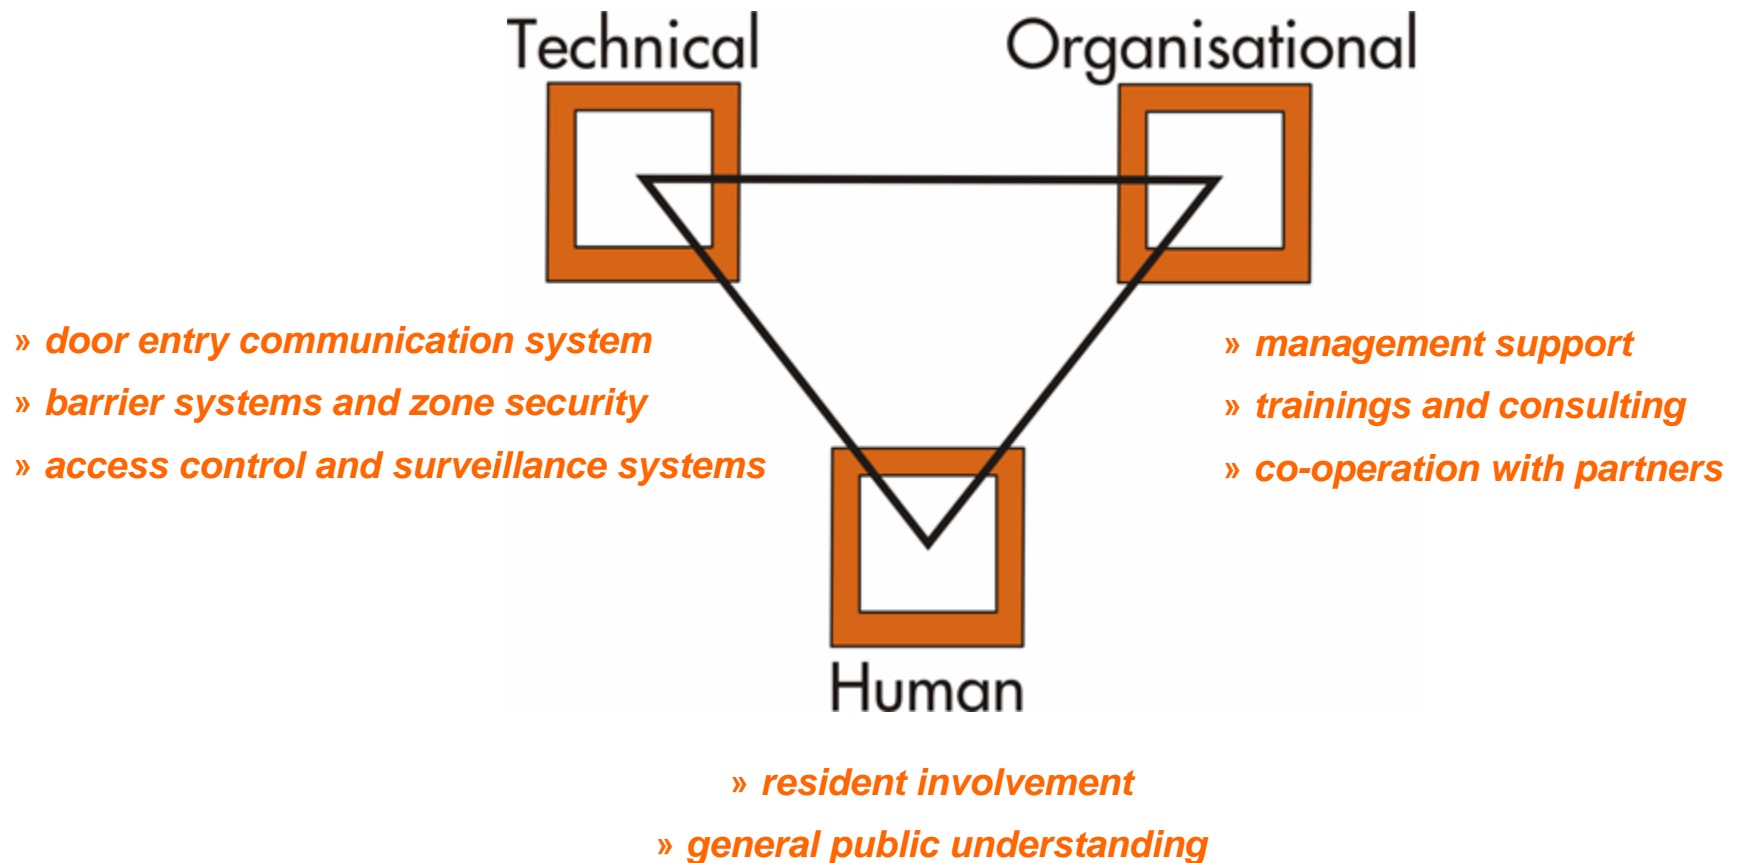 Technical
Organisational
» door entry communication system
» barrier systems and zone security
» access control and surveillance systems
» management support
» trainings and consulting
» co-operation with partners
Human
» resident involvement
» general public understanding